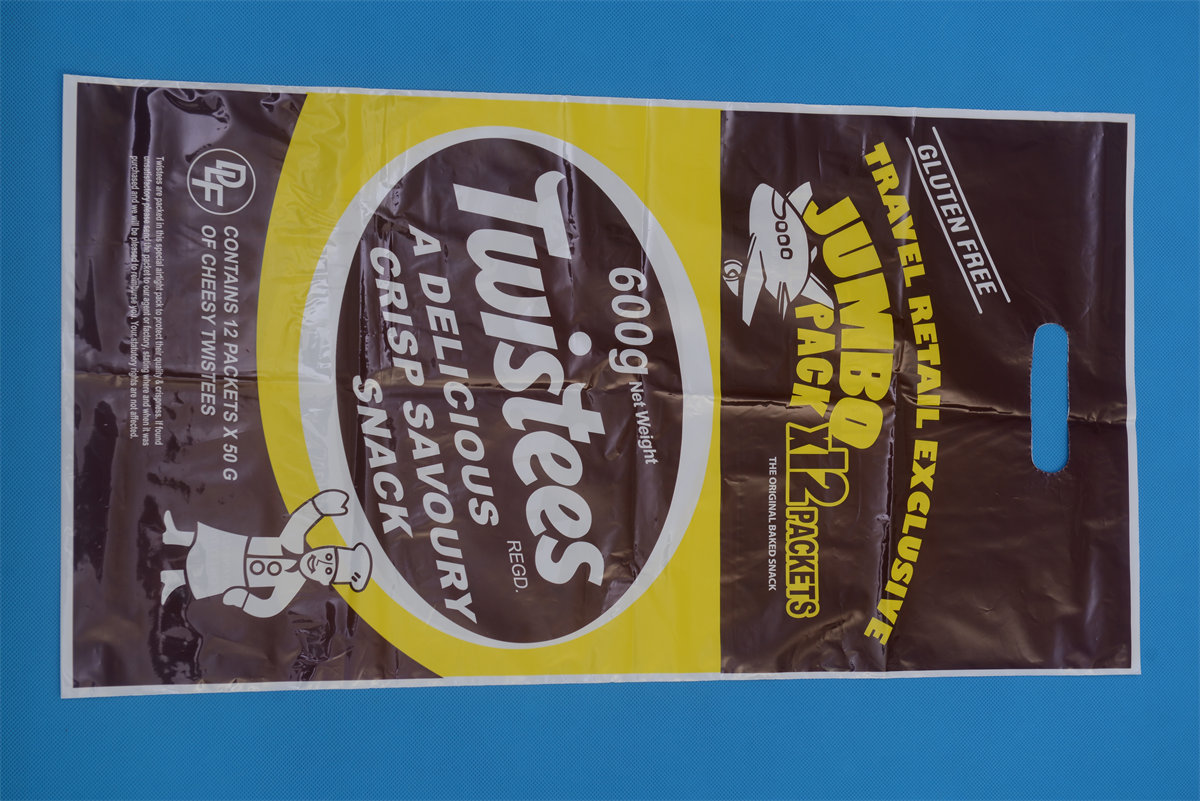 GLUTEN FREE
TRAVEL RETAIL EXCLUSIVE
JUMBO
PACK X12 PACKETS
THE ORIGINAL BAKED SNACK
600g Net Weight
Twistees
REGD.
A DELICIOUS
CRISP SAVOURY
SNACK
CONTAINS 12 PACKETS X 50 G
OF CHEESY TWISTEES
Twistees are packed in this special airtight pack to protect their quality & crispness. If found
unsatisfactory please send the packet to our agent or factory, stating where and when it was
purchased and we will be pleased to reimburse you. Your statutory rights are not affected.